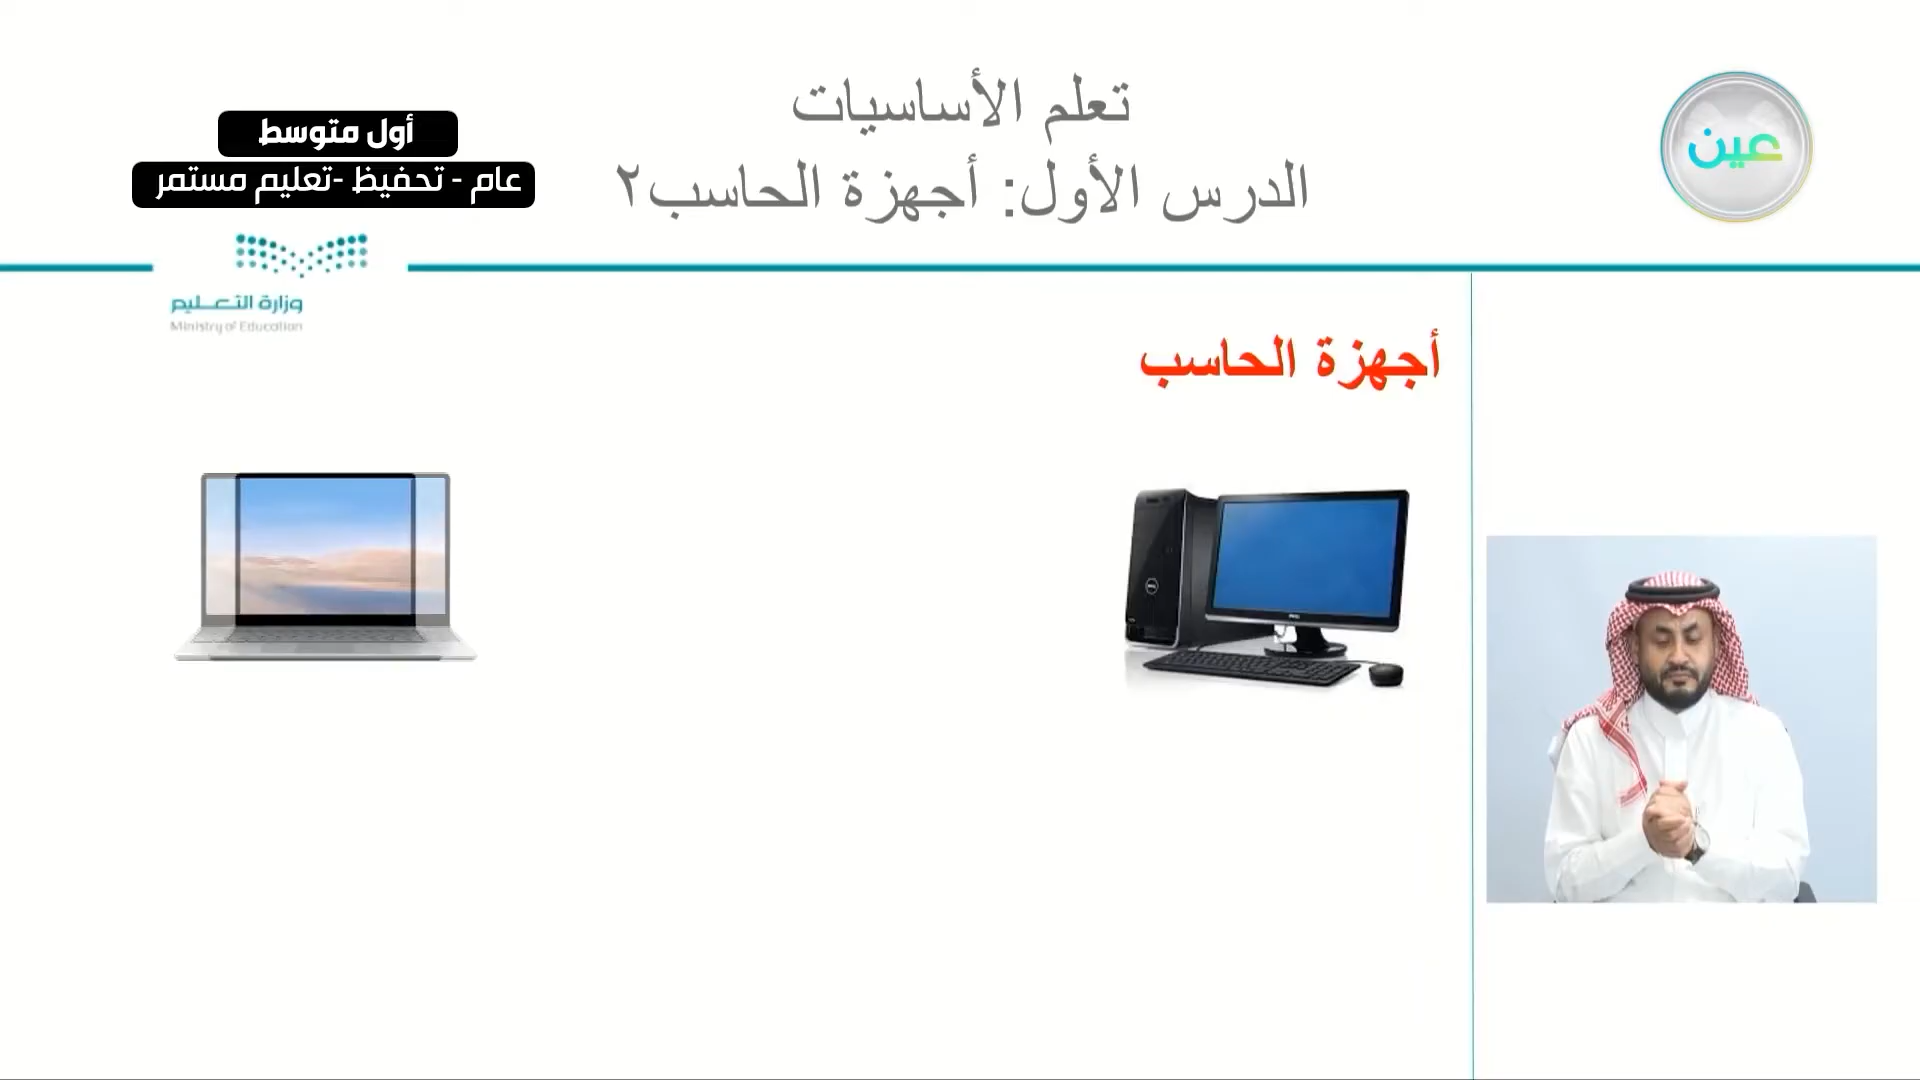 تعلم الأساسيات
الدرس الأول: أجهزة الحاسب٢
عين
أول متوسط
عام - تحفيظ -تعليم مستمر
وزارة التعليم
Ministry of Education
أجهزة الحاسب